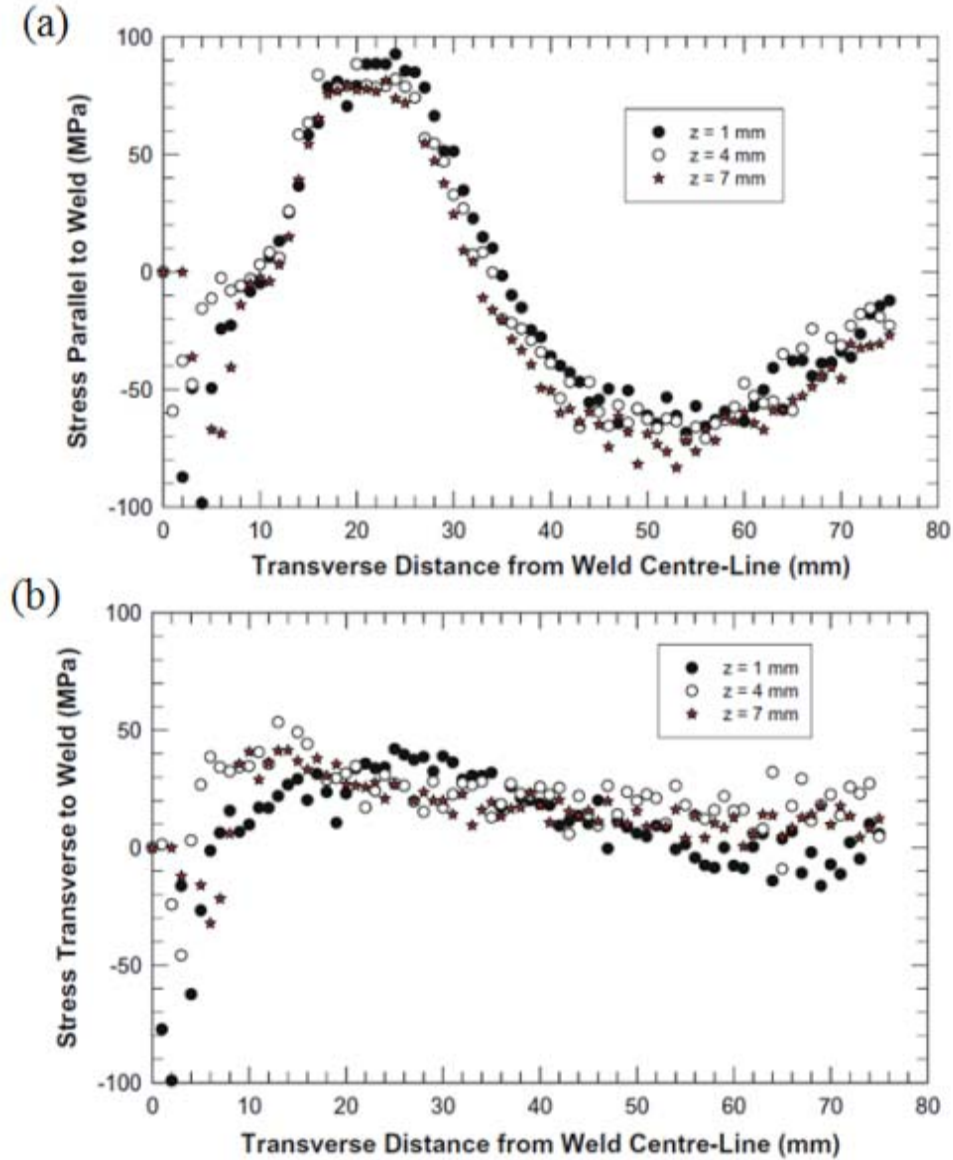 (a)
Stress Parallel to Weld (MPa)
100
50
0
-50
-100
z = 1 mm
z = 4 mm
z = 7 mm
0 10 20 30 40 50 60 70 80
Transverse Distance from Weld Centre-Line (mm)
(b)
Stress Transverse to Weld (MPa)
100
50
0
-50
-100
z = 1 mm
z = 4 mm
z = 7 mm
0 10 20 30 40 50 60 70 80
Transverse Distance from Weld Centre-Line (mm)